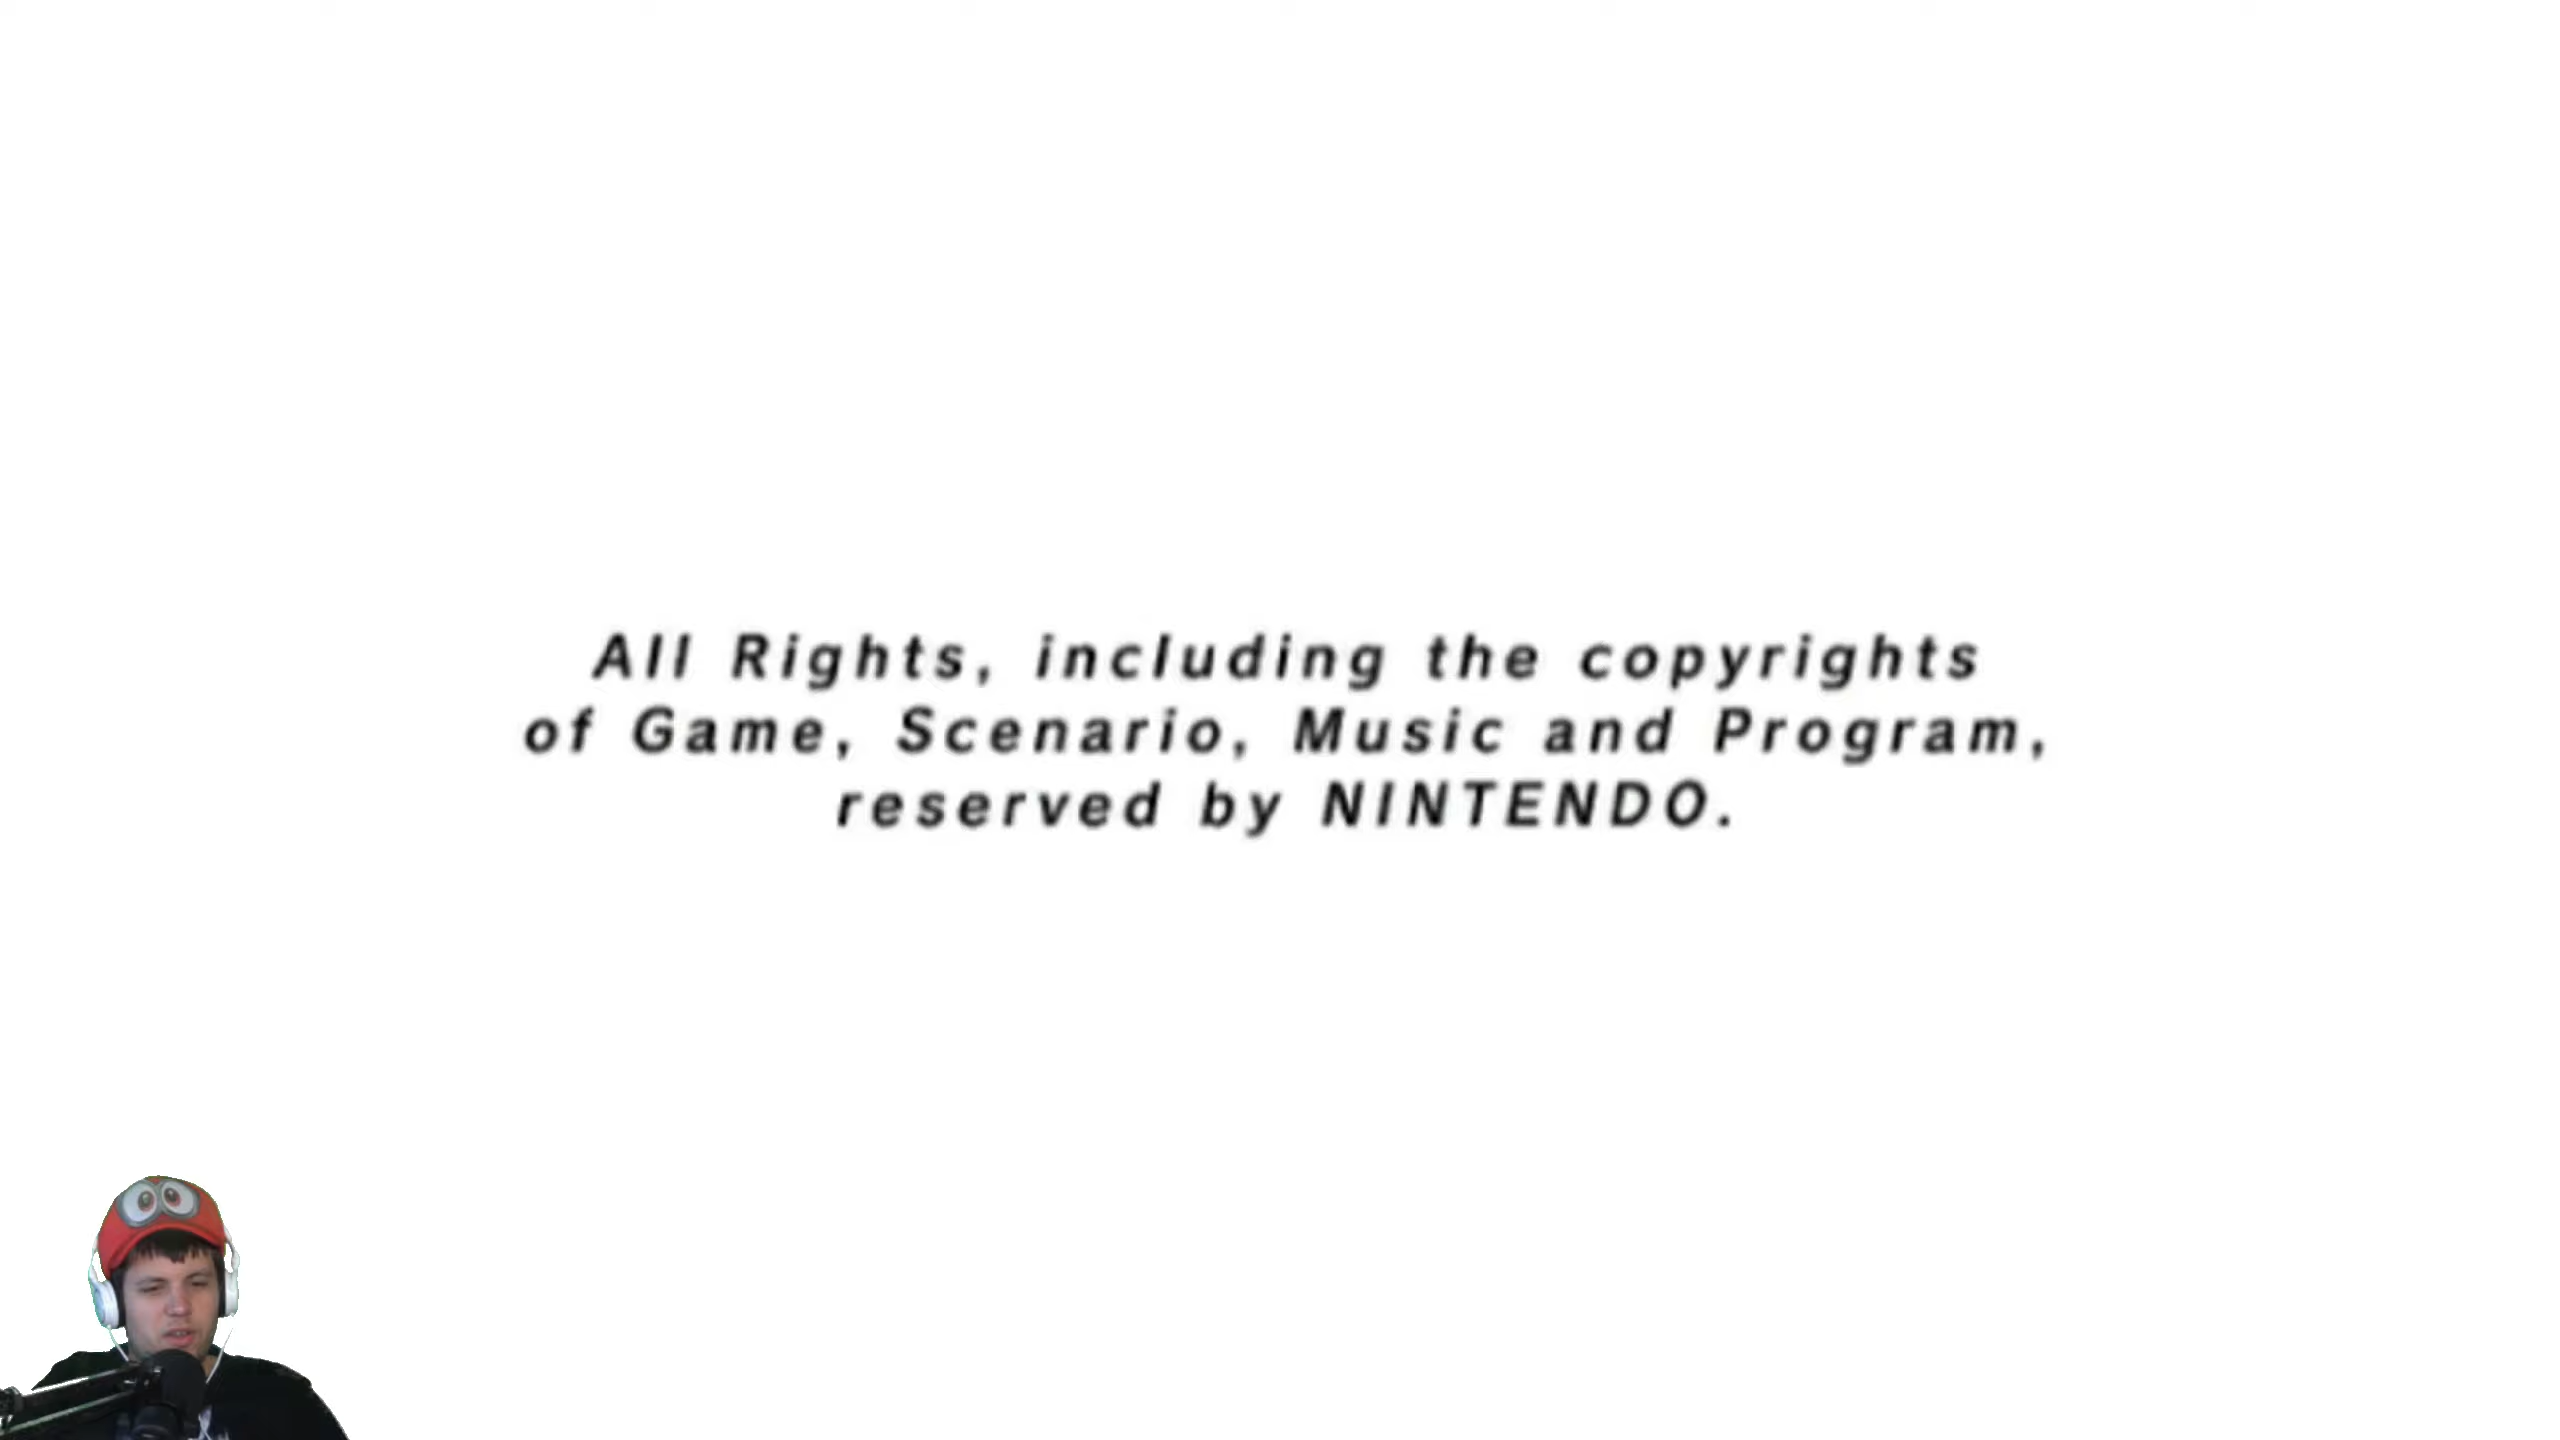 All Rights, including the copyrights
of Game, Scenario, Music and Program,
reserved by NINTENDO.